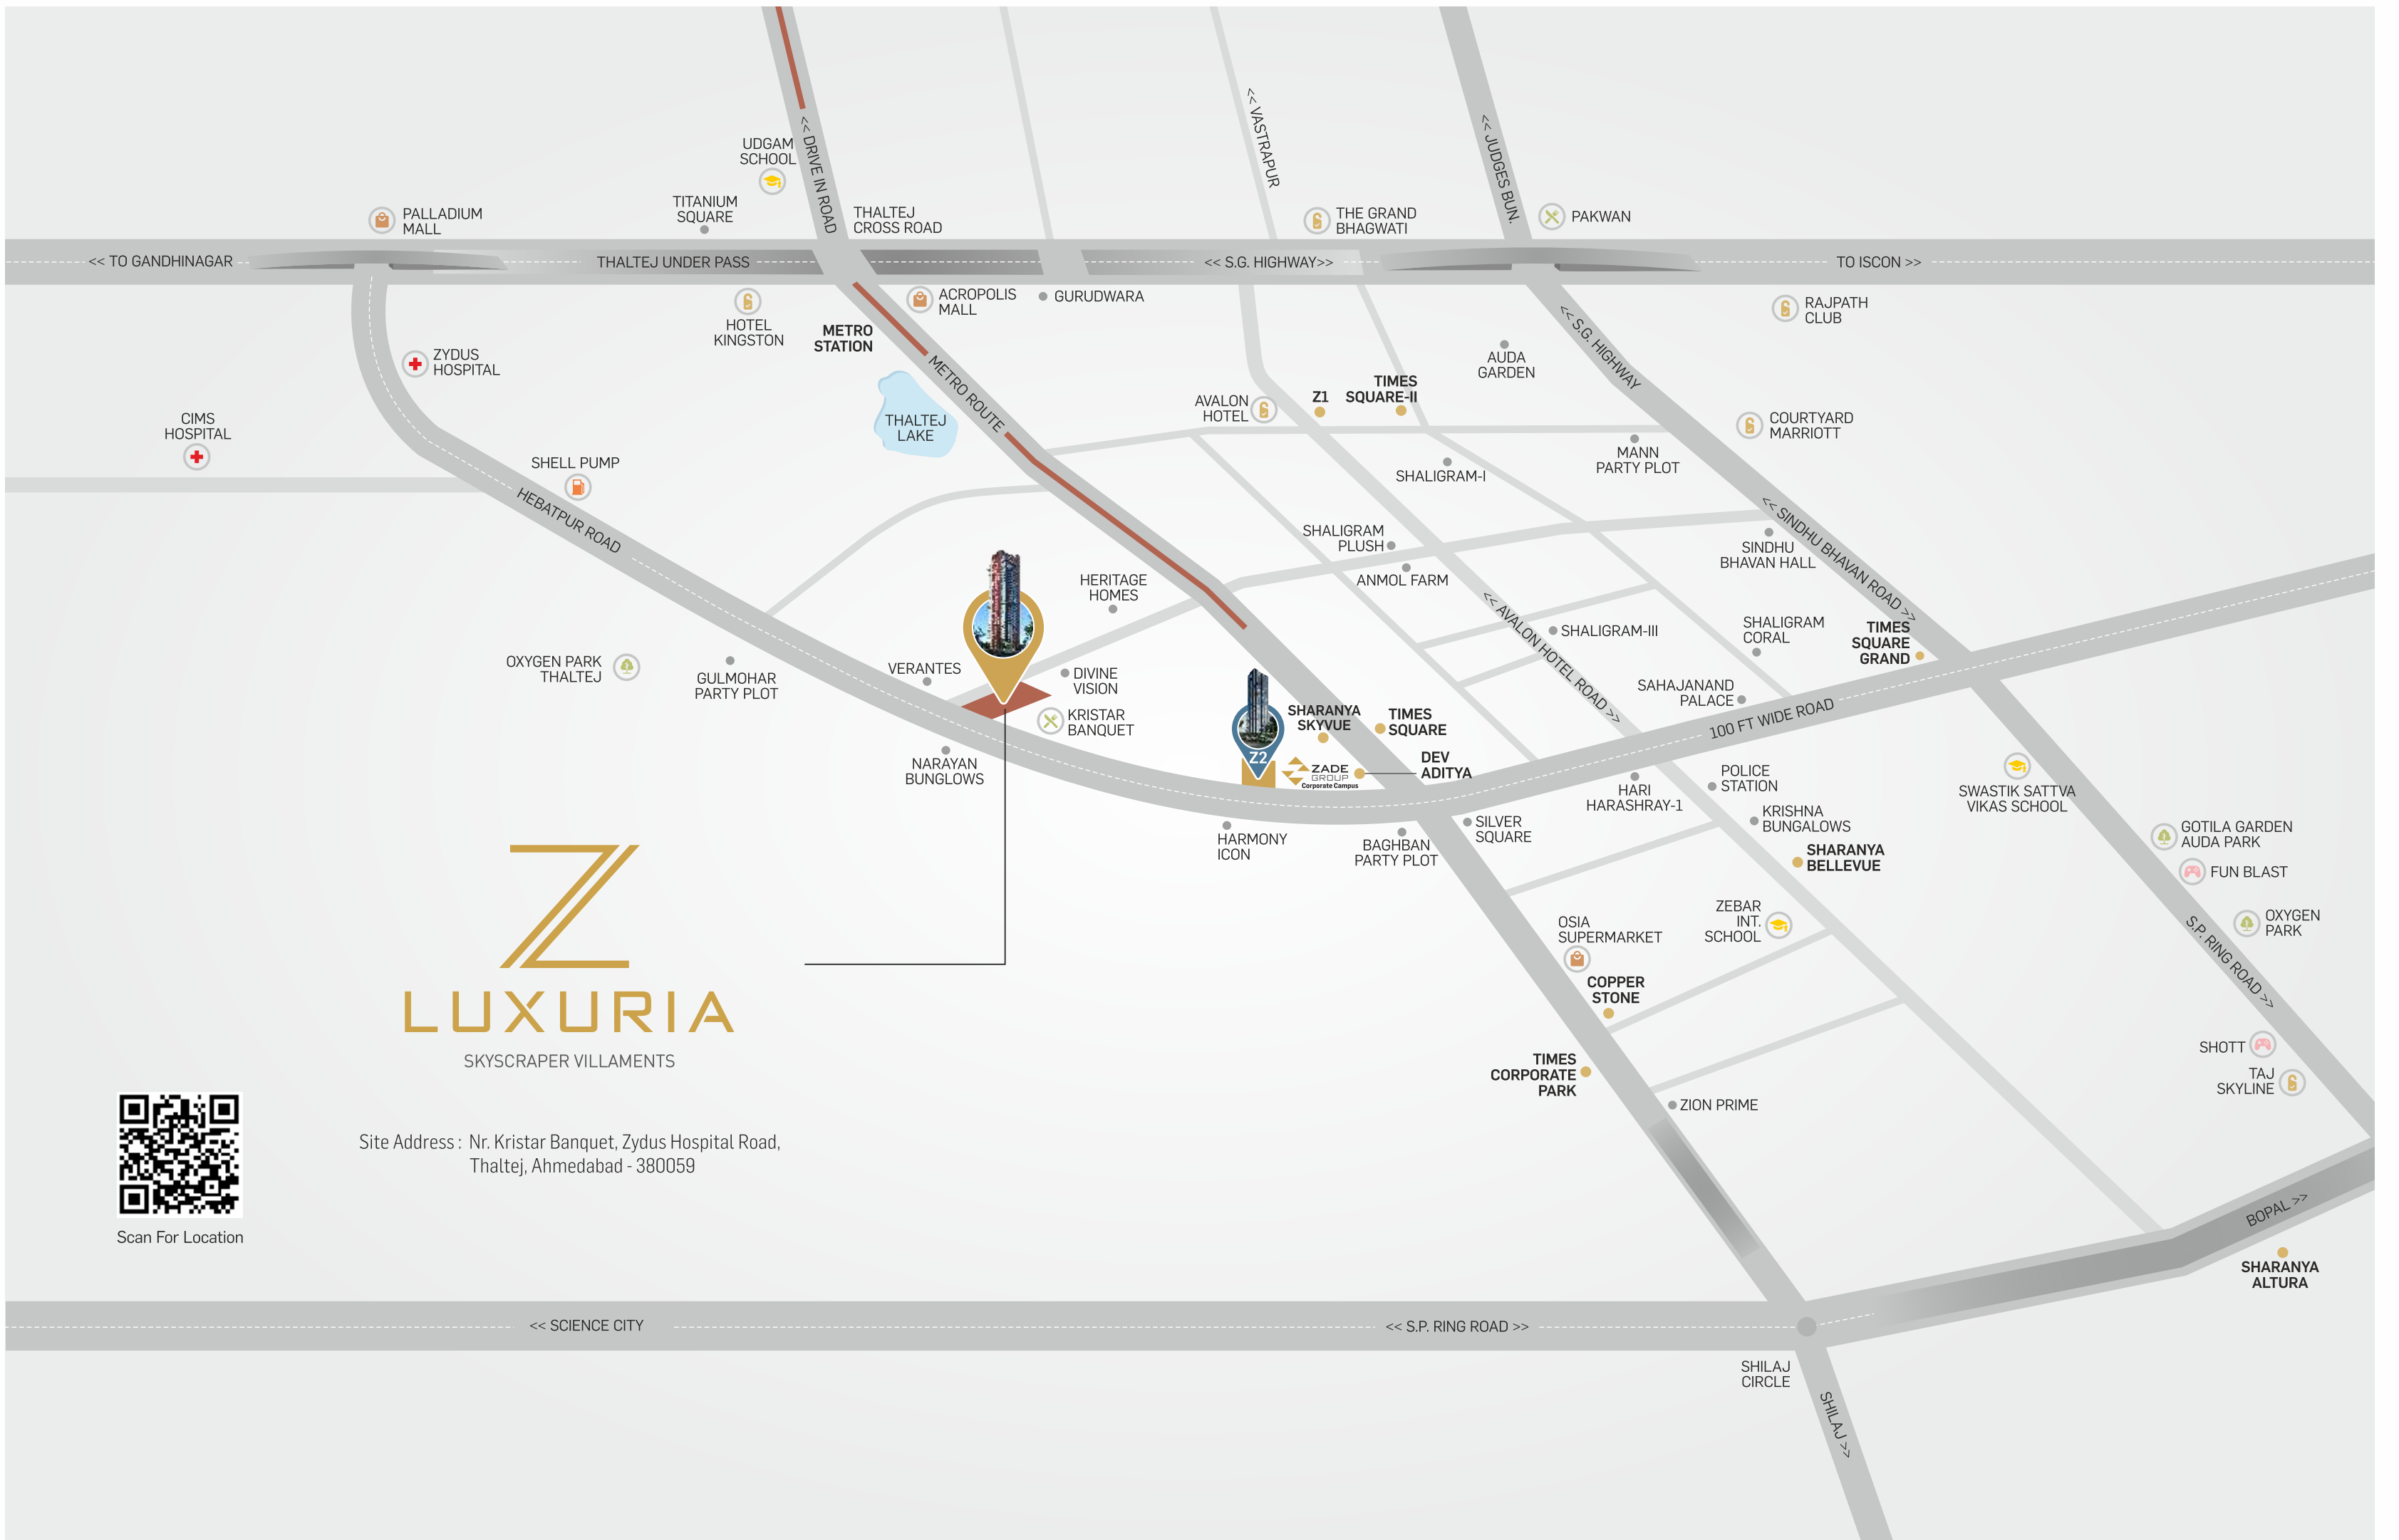 << DRIVE IN ROAD
<< VASTRAPUR
<< JUDGES BUN.
UDGAM
SCHOOL
TITANIUM
SQUARE
PALLADIUM
MALL
THALTEJ
CROSS ROAD
THE GRAND
BHAGWATI
PAKWAN
<< TO GANDHINAGAR
THALTEJ UNDER PASS
<< S.G. HIGHWAY>>
TO ISCON >>
HOTEL
KINGSTON
METRO
STATION
ACROPOLIS
MALL
GURUDWARA
RAJPATH
CLUB
<< S.G. HIGHWAY
ZYDUS
HOSPITAL
METRO ROUTE
AUDA
GARDEN
CIMS
HOSPITAL
THALTEJ
LAKE
AVALON
HOTEL
Z1
TIMES
SQUARE-II
COURTYARD
MARRIOTT
MANN
PARTY PLOT
SHELL PUMP
SHALIGRAM-I
HEBATPUR ROAD
SHALIGRAM
PLUSH
ANMOL FARM
SINDHU
BHAVAN HALL
<< SINDHU BHAVAN ROAD >>
HERITAGE
HOMES
<< AVALON HOTEL ROAD >>
SHALIGRAM-III
SHALIGRAM
CORAL
TIMES
SQUARE
GRAND
OXYGEN PARK
THALTEJ
GULMOHAR
PARTY PLOT
VERANTES
DIVINE
VISION
KRISTAR
BANQUET
SAHAJANAND
PALACE
100 FT WIDE ROAD
NARAYAN
BUNGLOWS
SHARANYA
SKYVUE
TIMES
SQUARE
Z2
ZADE
GROUP
Corporate Campus
DEV
ADITYA
HARI
HARASHRAY-1
POLICE
STATION
KRISHNA
BUNGALOWS
SHARANYA
BELLEVUE
SWASTIK SATTVA
VIKAS SCHOOL
HARMONY
ICON
BAGHBAN
PARTY PLOT
SILVER
SQUARE
GOTILA GARDEN
AUDA PARK
FUN BLAST
OXYGEN
PARK
S.P. RING ROAD >>
OSIA
SUPERMARKET
ZEBAR
INT.
SCHOOL
COPPER
STONE
TIMES
CORPORATE
PARK
ZION PRIME
SHOTT
TAJ
SKYLINE
LUXURIA
SKYSCRAPER VILLAMENTS
Site Address : Nr. Kristar Banquet, Zydus Hospital Road,
Thaltej, Ahmedabad - 380059
Scan For Location
BOPAL >>
SHARANYA
ALTURA
<< SCIENCE CITY
<< S.P. RING ROAD >>
SHILAJ
CIRCLE
SHILAJ >>